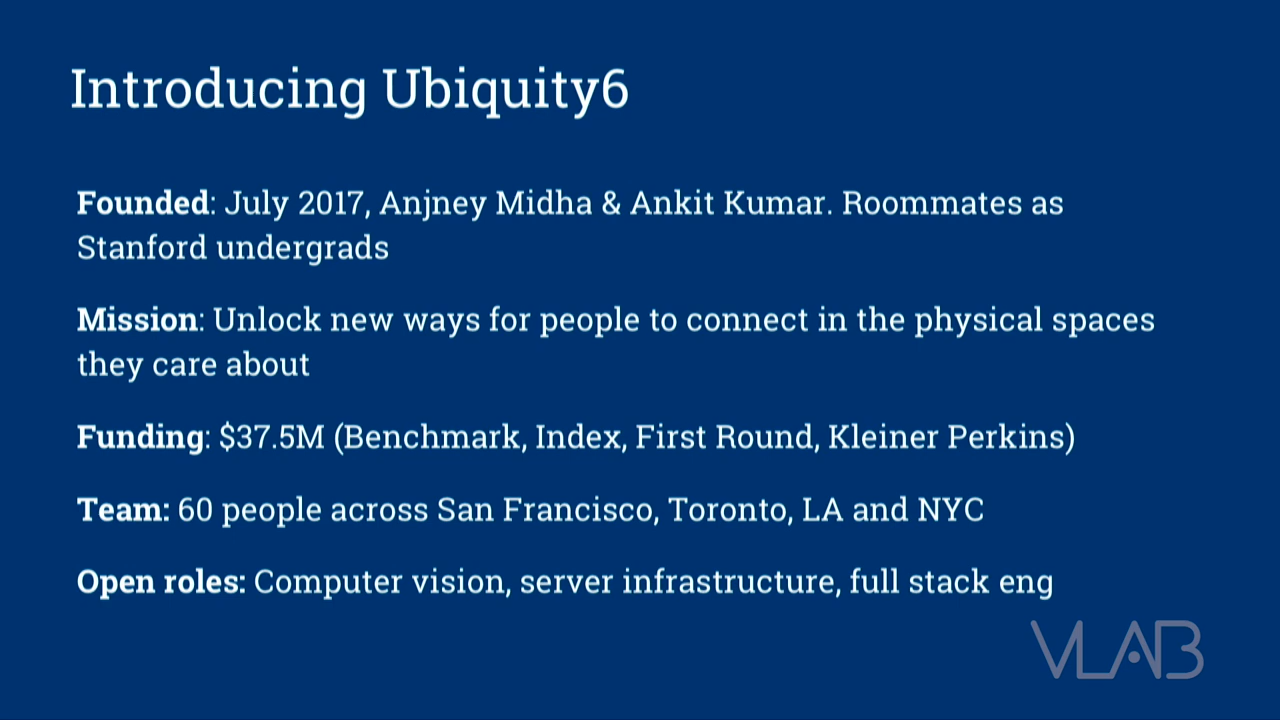 Introducing Ubiquity6
Founded: July 2017, Anjney Midha & Ankit Kumar. Roommates as
Stanford undergrads
Mission: Unlock new ways for people to connect in the physical spaces
they care about
Funding: $37.5M (Benchmark, Index, First Round, Kleiner Perkins)
Team: 60 people across San Francisco, Toronto, LA and NYC
Open roles: Computer vision, server infrastructure, full stack eng
VLAB